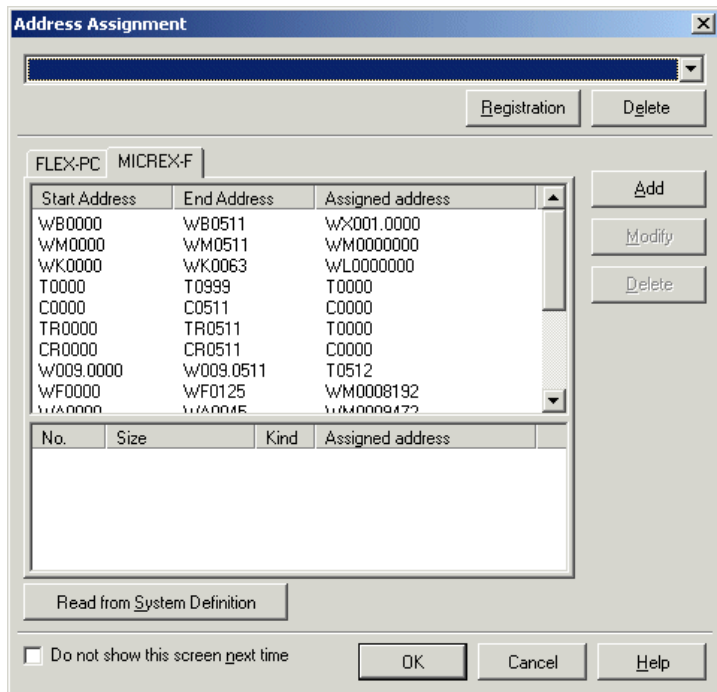 Address Assignment
Registration Delete
FLEX-PC MICREX-F
Start Address End Address Assigned address
WB0000 WB0511 WX001.0000
WM0000 WM0511 WM0000000
WK0000 WK0063 WL0000000
T0000 T0999 T0000
C0000 C0511 C0000
TR0000 TR0511 T0000
CR0000 CR0511 C0000
W009.0000 W009.0511 T0512
WF0000 WF0125 WM0008192
WA0000 WA0045 WM0009472
Add
Modify
Delete
No. Size Kind Assigned address
Read from System Definition
Do not show this screen next time
OK Cancel Help